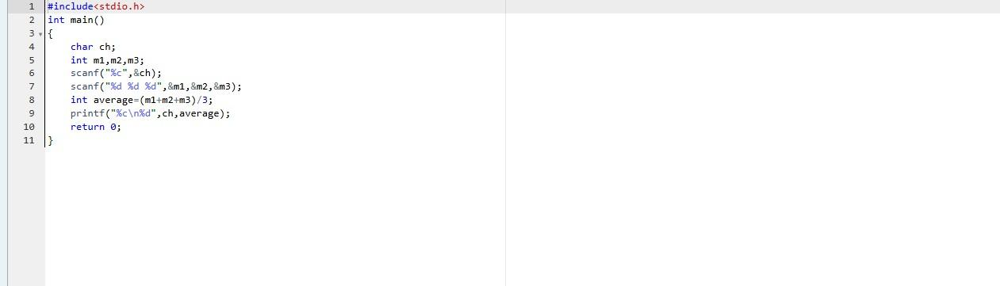 1 #include<stdio.h>
2 int main()
3 {
4 char ch;
5 int m1,m2,m3;
6 scanf("%c",&ch);
7 scanf("%d %d %d",&m1,&m2,&m3);
8 int average=(m1+m2+m3)/3;
9 printf("%c\n%d",ch,average);
10 return 0;
11 }